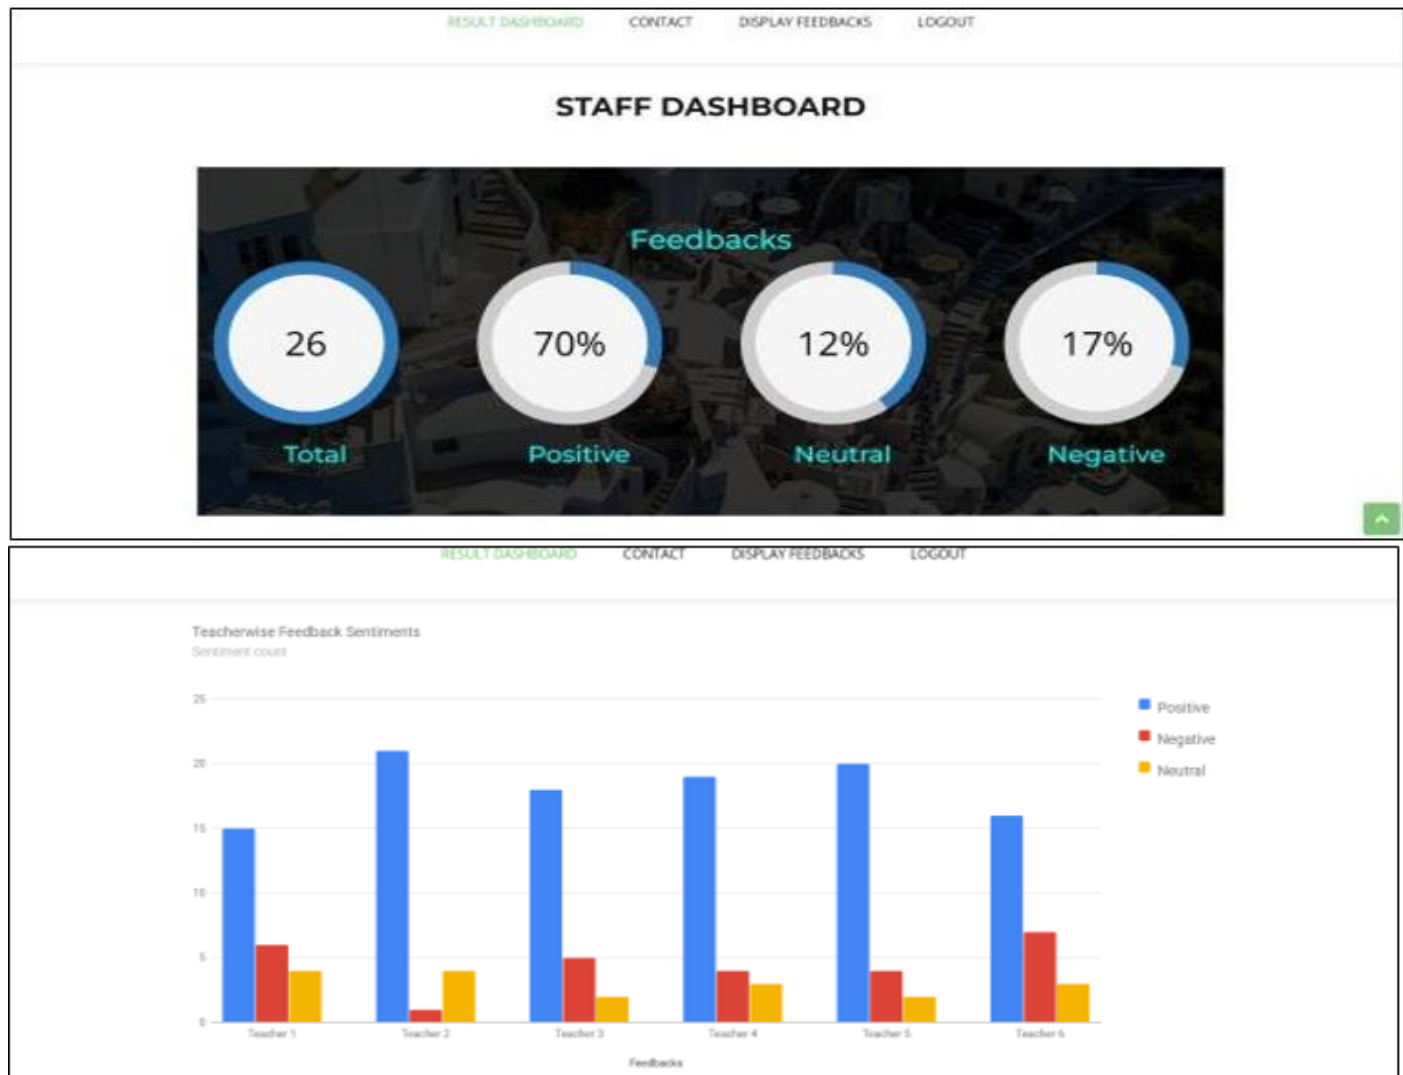 RESULT DASHBOARD CONTACT DISPLAY FEEDBACKS LOGOUT
STAFF DASHBOARD
Feedbacks
26 70% 12% 17%
Total Positive Neutral Negative
RESULT DASHBOARD CONTACT DISPLAY FEEDBACKS LOGOUT
Teacherwise Feedback Sentiments
Sentiment count
25
20
15
10
5
0
Positive
Negative
Neutral
Teacher 1 Teacher 2 Teacher 3 Teacher 4 Teacher 5 Teacher 6
Feedbacks